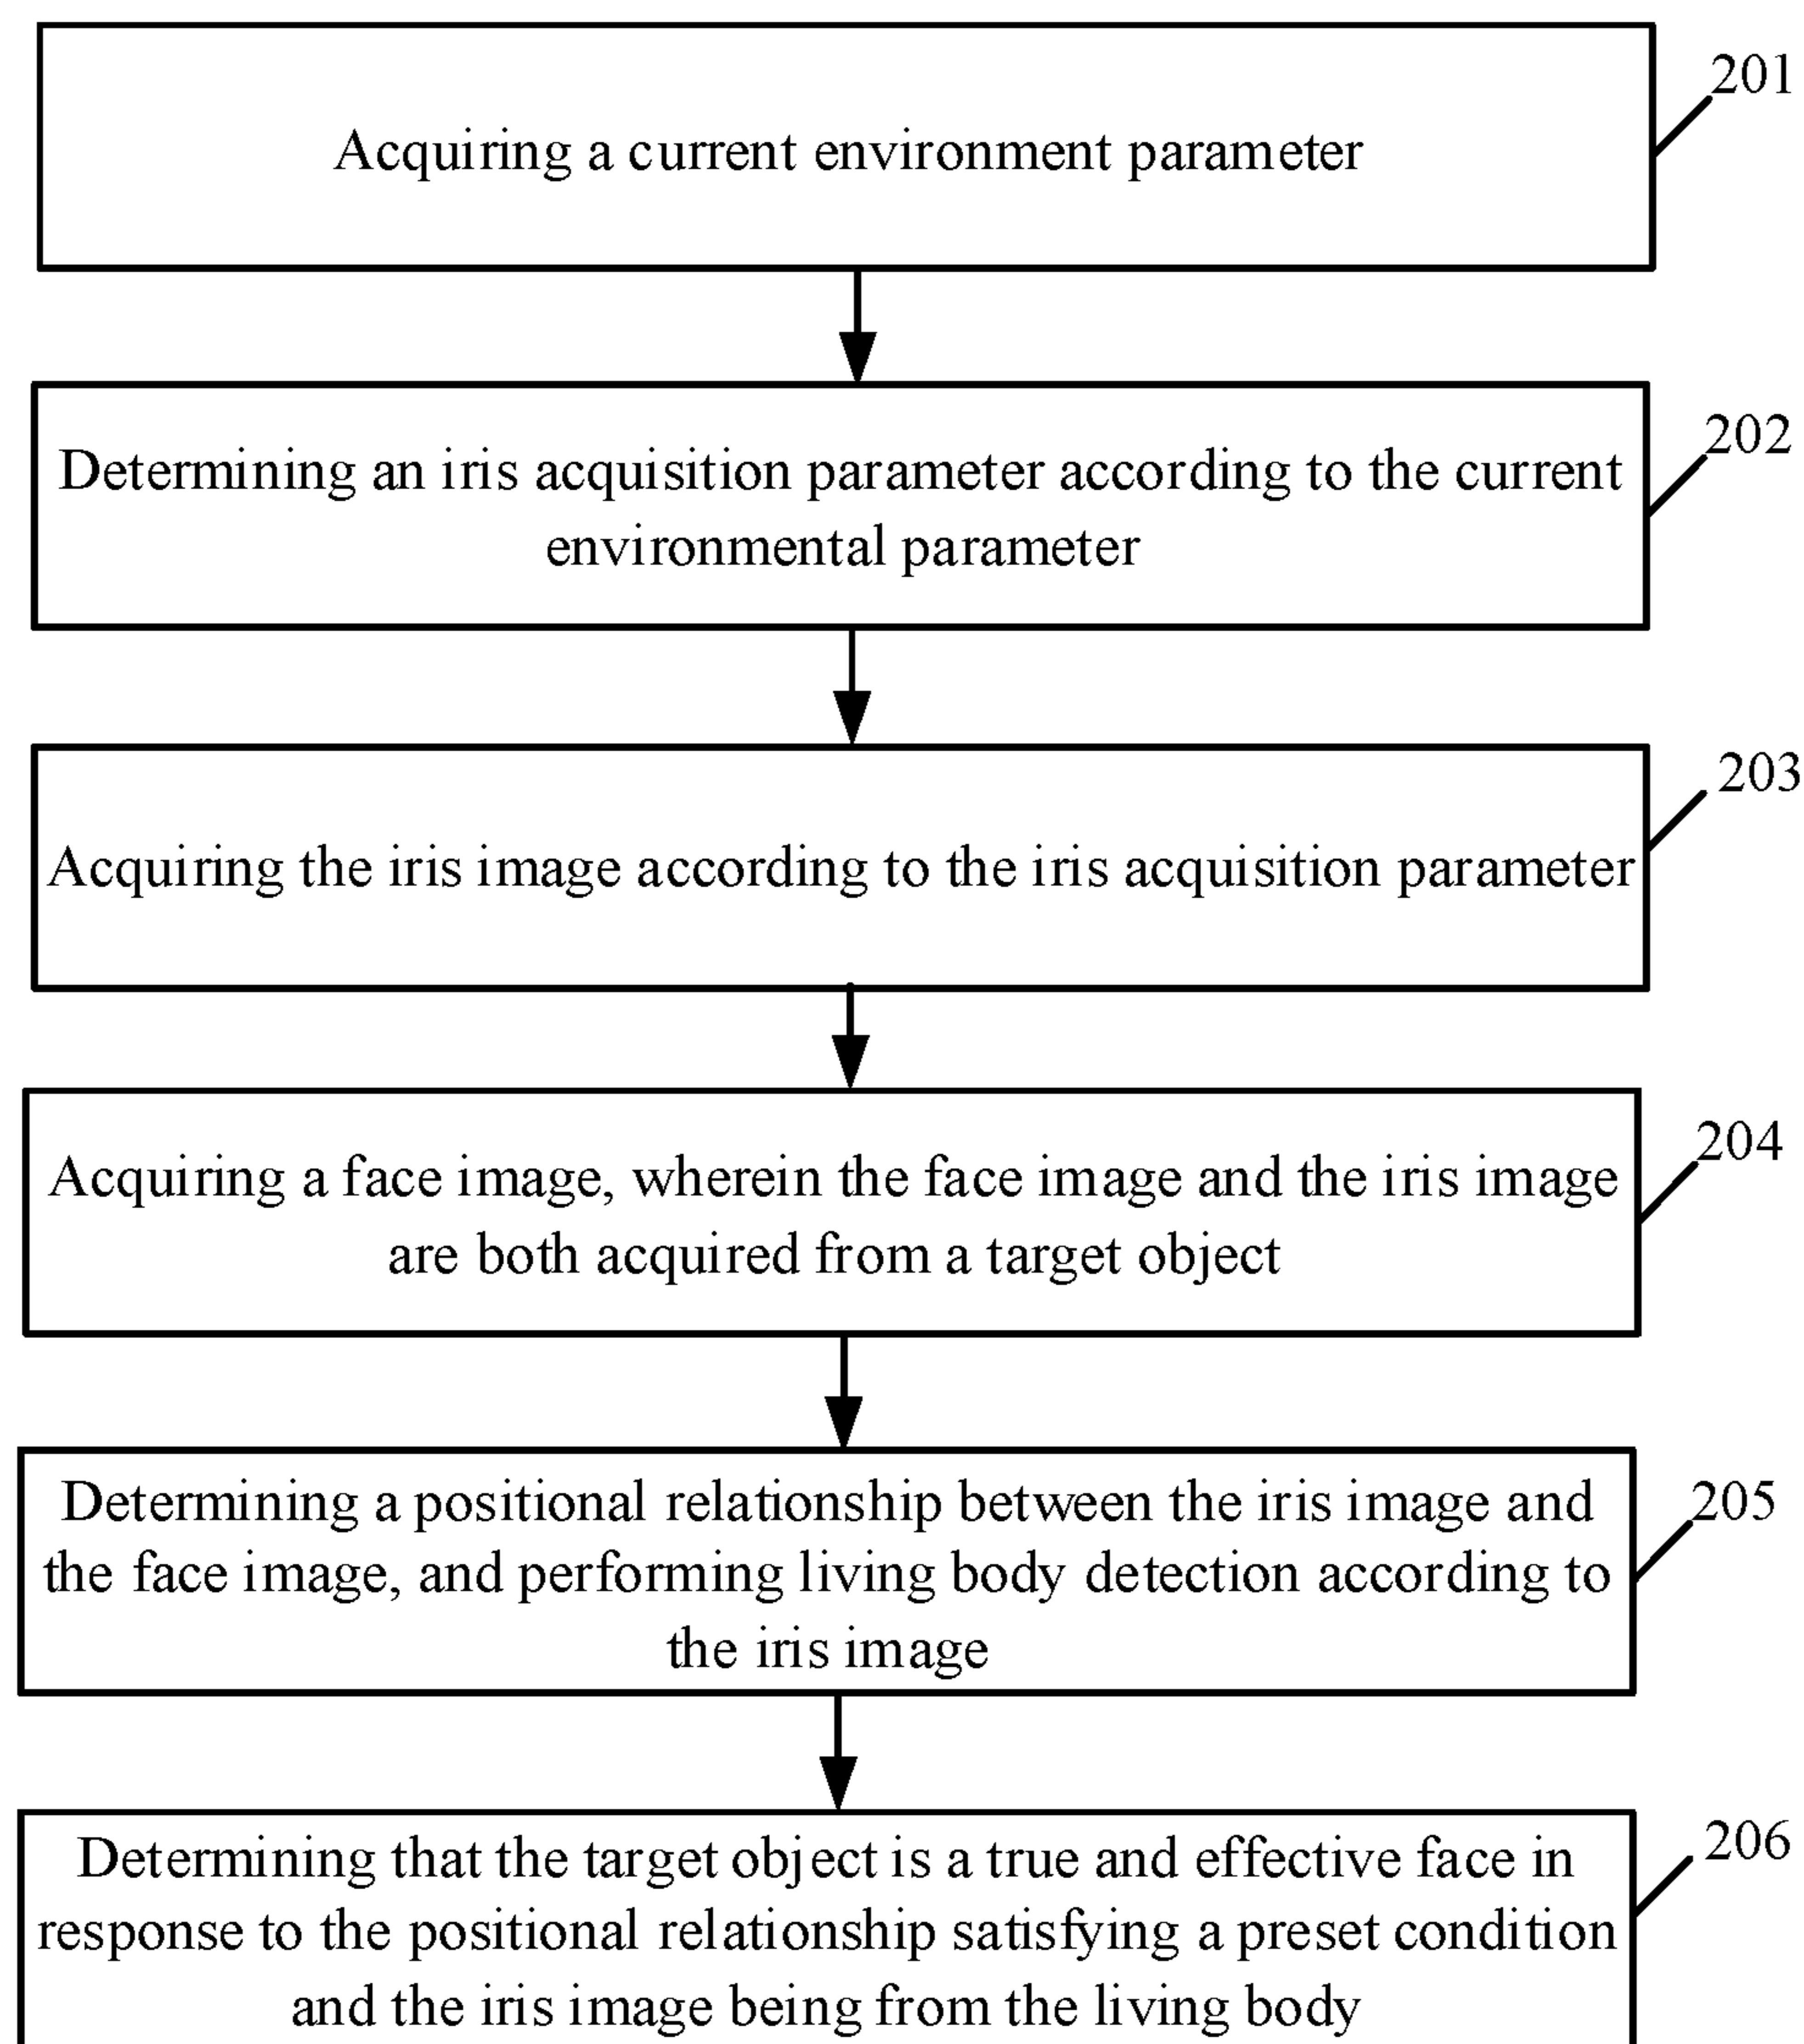 201
Acquiring a current environment parameter
202
Determining an iris acquisition parameter according to the current
environmental parameter
203
Acquiring the iris image according to the iris acquisition parameter
204
Acquiring a face image, wherein the face image and the iris image
are both acquired from a target object
205
Determining a positional relationship between the iris image and
the face image, and performing living body detection according to
the iris image
206
Determining that the target object is a true and effective face in
response to the positional relationship satisfying a preset condition
and the iris image being from the living body